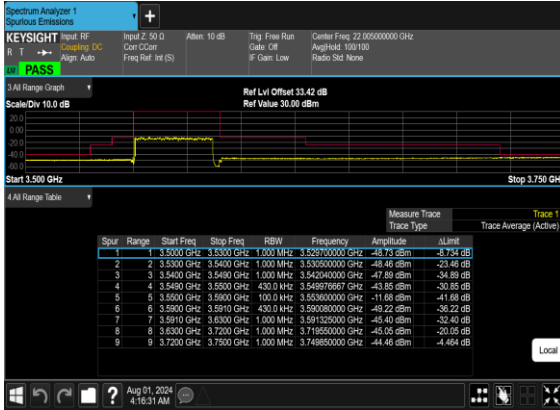 Spectrum Analyzer 1
Spurious Emissions
+
KEYSIGHT Input: RF Input Z: 50 Ω Atten: 10 dB Trig: Free Run Center Freq: 22.005000000 GHz
R T Coupling: DC Corr CCorr Gate: Off Avg|Hold: 100/100
Align: Auto Freq Ref: Int (S) IF Gain: Low Radio Std: None
PASS
3 All Range Graph
Ref Lvl Offset 33.42 dB
Scale/Div 10.0 dB Ref Value 30.00 dBm
20.0
0.00
-20.0
-40.0
-60.0
Start 3.500 GHz Stop 3.750 GH
4 All Range Table
Measure Trace Trace 1
Trace Type Trace Average (Active)
Spur Range Start Freq Stop Freq RBW Frequency Amplitude ΔLimit
1 1 3.5000 GHz 3.5300 GHz 1.000 MHz 3.529700000 GHz -48.73 dBm -8.734 dB
2 2 3.5300 GHz 3.5400 GHz 1.000 MHz 3.530500000 GHz -48.46 dBm -23.46 dB
3 3 3.5400 GHz 3.5490 GHz 1.000 MHz 3.542040000 GHz -47.89 dBm -34.89 dB
4 4 3.5490 GHz 3.5500 GHz 430.0 kHz 3.549976667 GHz -43.85 dBm -30.85 dB
5 5 3.5500 GHz 3.5900 GHz 100.0 kHz 3.553600000 GHz -11.68 dBm -41.68 dB
6 6 3.5900 GHz 3.5910 GHz 430.0 kHz 3.590080000 GHz -49.22 dBm -36.22 dB
7 7 3.5910 GHz 3.6300 GHz 1.000 MHz 3.591325000 GHz -45.40 dBm -32.40 dB
8 8 3.6300 GHz 3.7200 GHz 1.000 MHz 3.719550000 GHz -45.05 dBm -20.05 dB
9 9 3.7200 GHz 3.7500 GHz 1.000 MHz 3.749850000 GHz -44.46 dBm -4.464 dB
Local
? Aug 01, 2024
4:16:31 AM